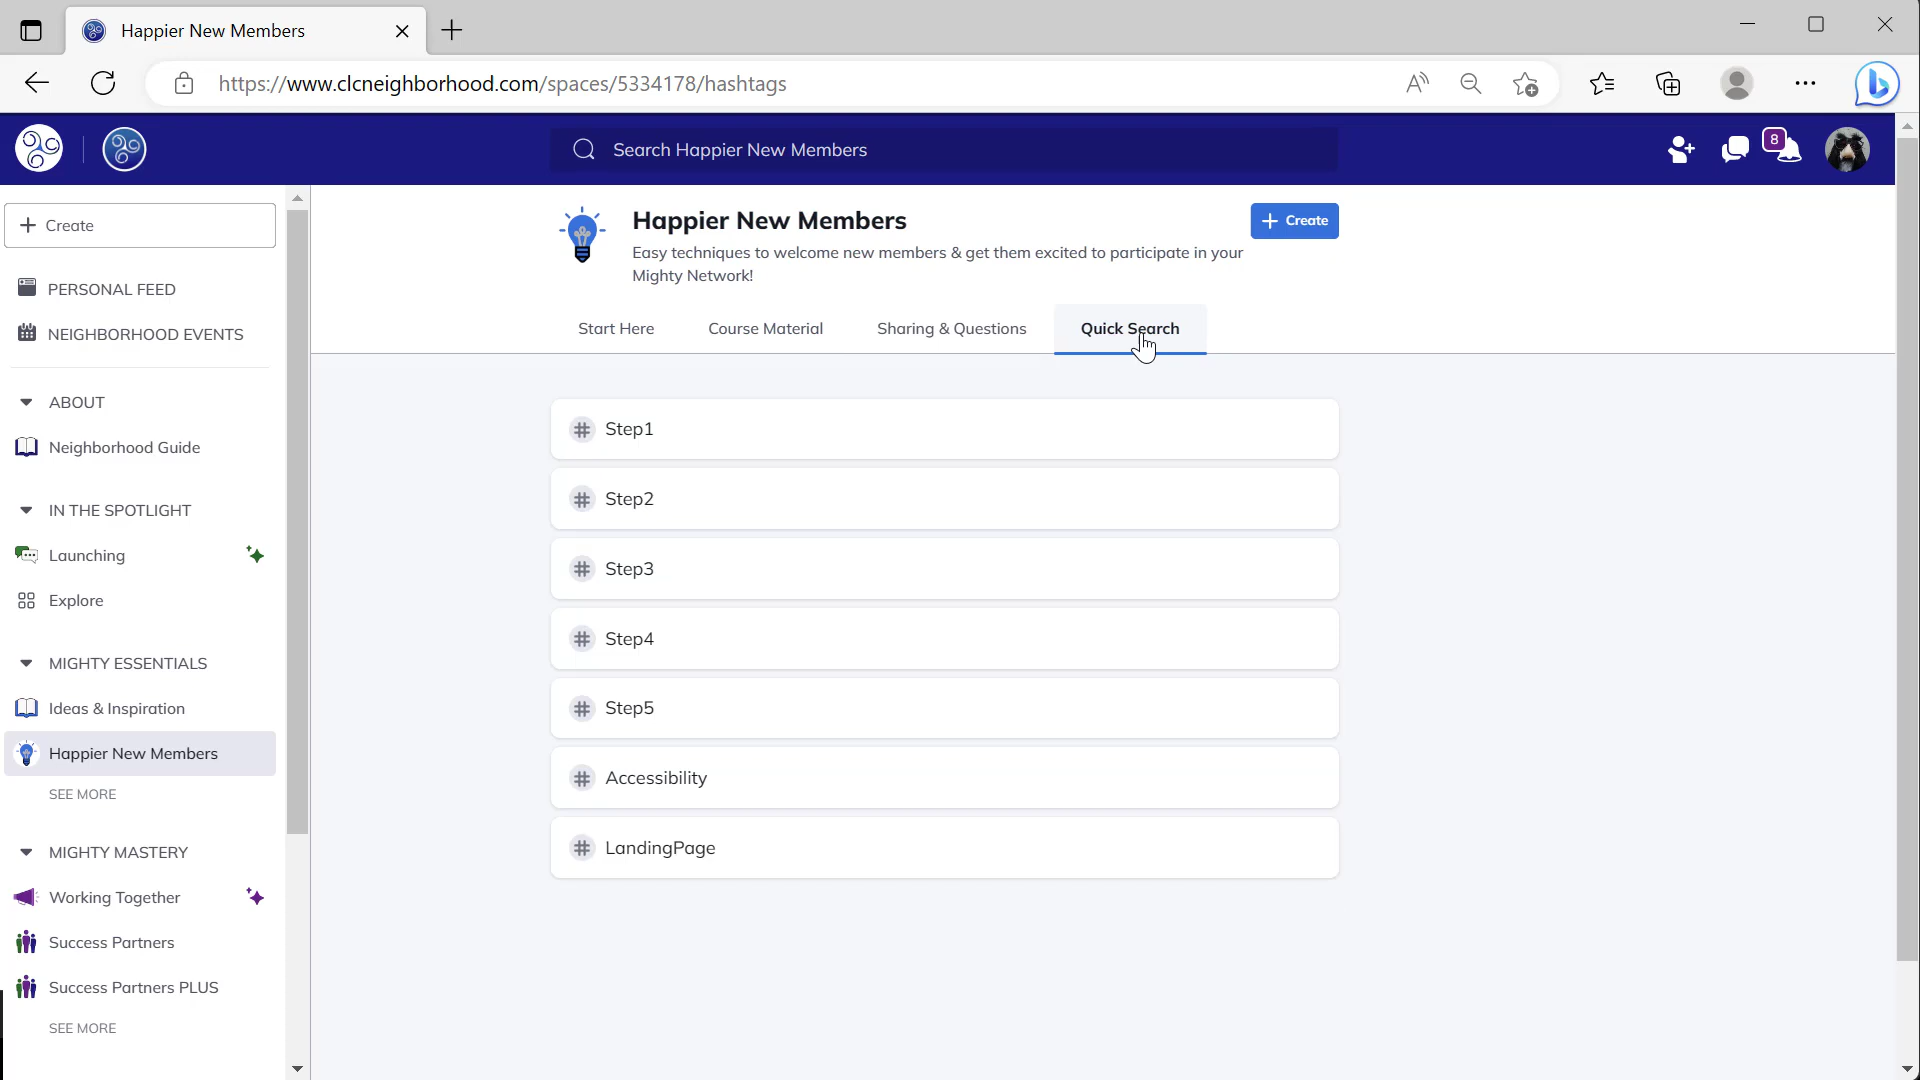 Happier New Members
https://www.clcneighborhood.com/spaces/5334178/hashtags
Search Happier New Members
8
Create
PERSONAL FEED
NEIGHBORHOOD EVENTS
ABOUT
Neighborhood Guide
IN THE SPOTLIGHT
Launching
Explore
MIGHTY ESSENTIALS
Ideas & Inspiration
Happier New Members
SEE MORE
MIGHTY MASTERY
Working Together
Success Partners
Success Partners PLUS
SEE MORE
Happier New Members
Create
Easy techniques to welcome new members & get them excited to participate in your
Mighty Network!
Start Here Course Material Sharing & Questions Quick Search
# Step1
# Step2
# Step3
# Step4
# Step5
# Accessibility
# LandingPage